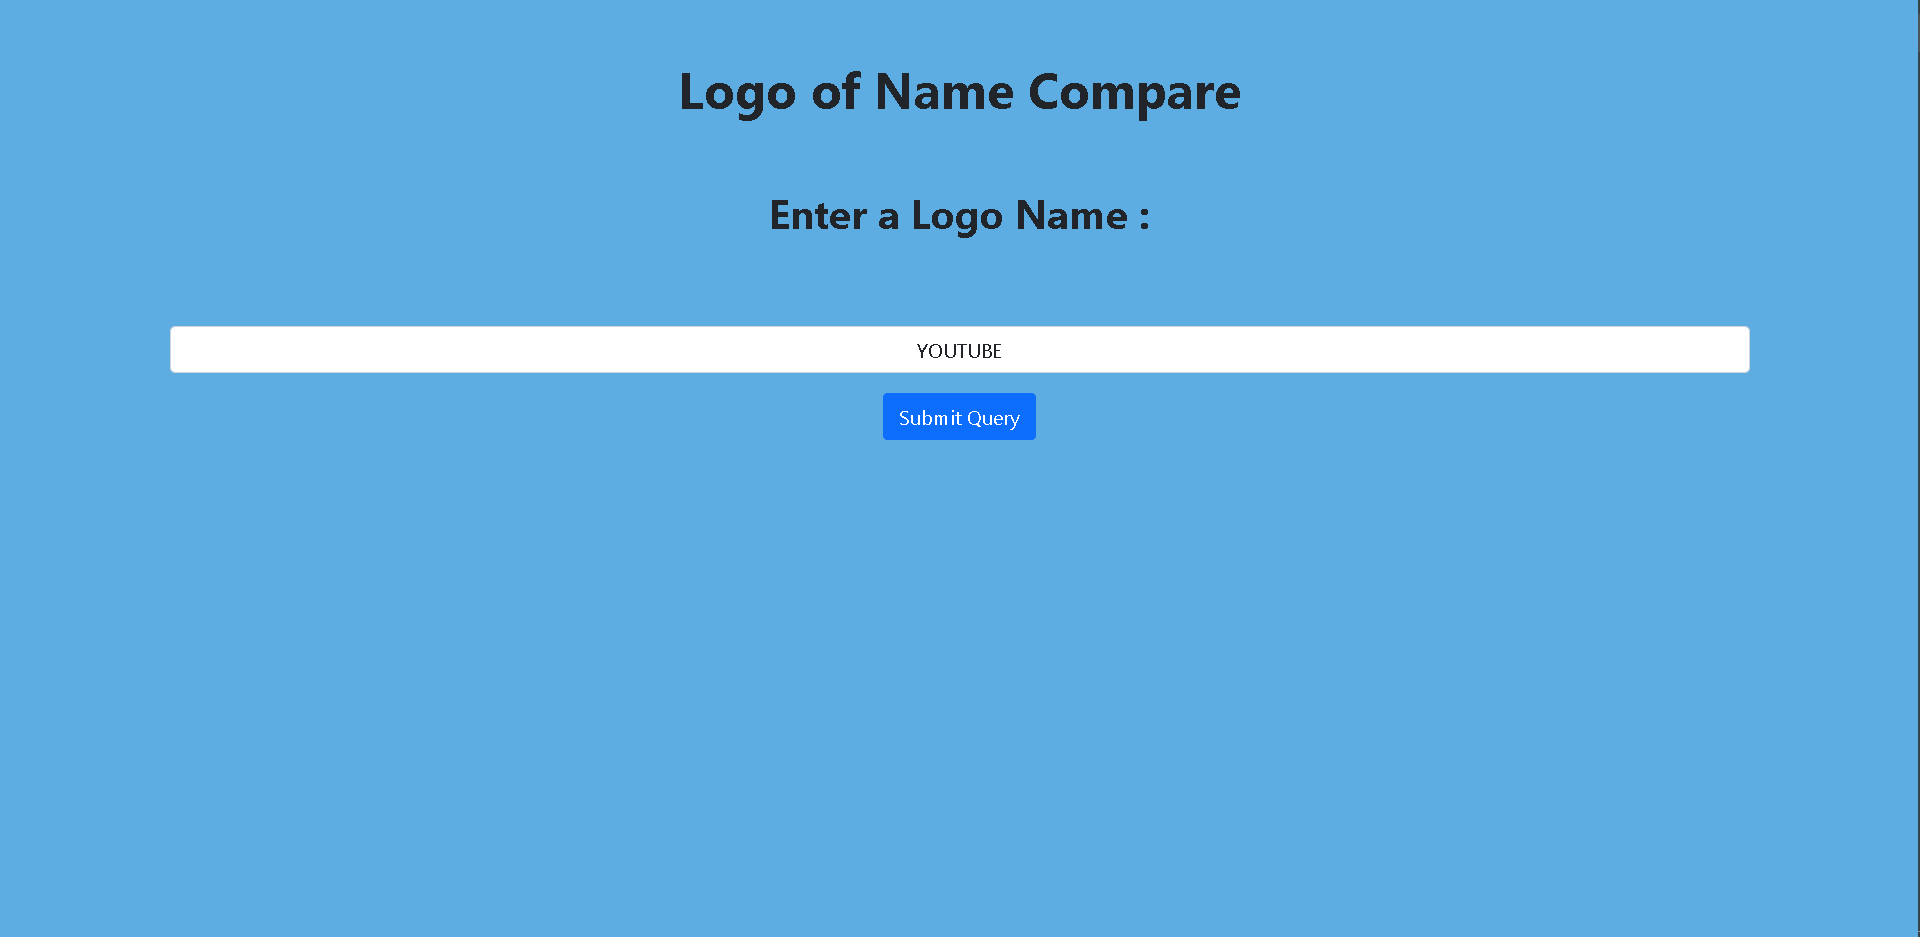 Logo of Name Compare
Enter a Logo Name :
YOUTUBE
Submit Query